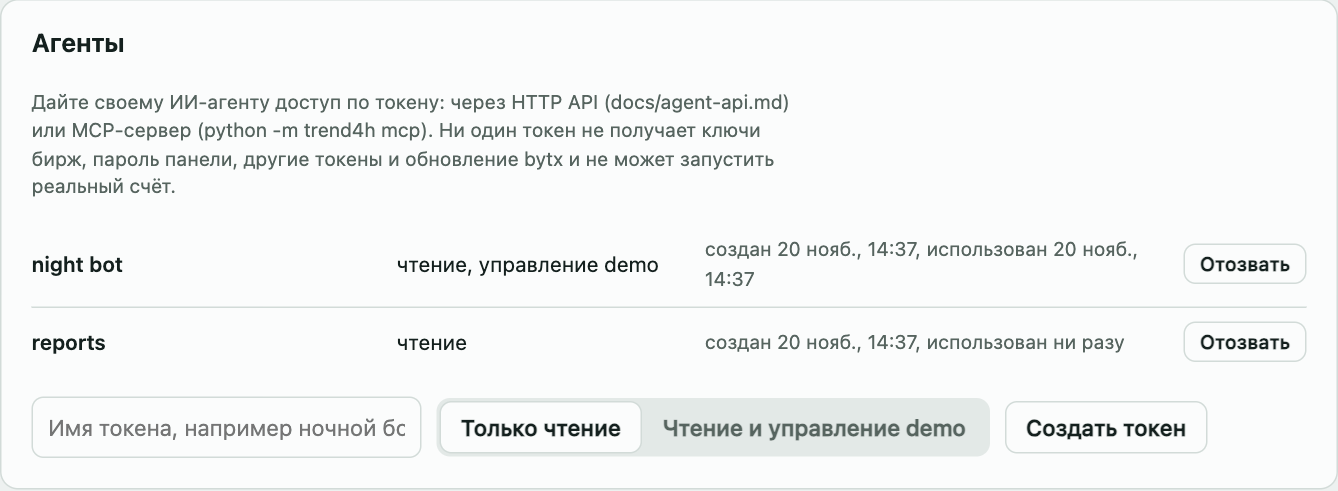 Агенты
Дайте своему ИИ-агенту доступ по токену: через HTTP API (docs/agent-api.md)
или MCP-сервер (python -m trend4h mcp). Ни один токен не получает ключи
бирж, пароль панели, другие токены и обновление bytx и не может запустить
реальный счёт.
night bot чтение, управление demo создан 20 нояб., 14:37, использован 20 нояб.,
14:37 Отозвать
reports чтение создан 20 нояб., 14:37, использован ни разу Отозвать
Имя токена, например ночной бо Только чтение Чтение и управление demo Создать токен